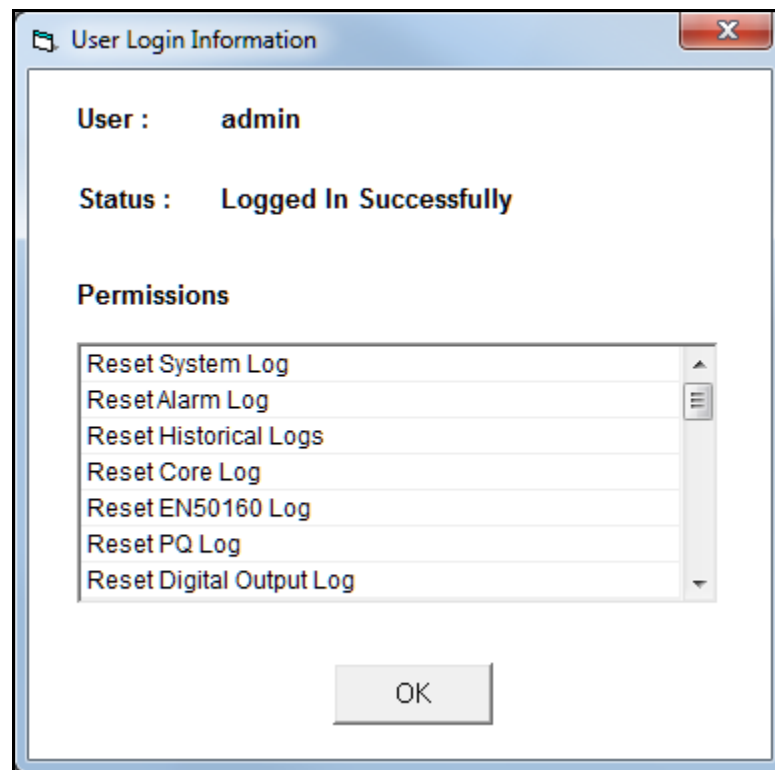 User Login Information
User : admin
Status : Logged In Successfully
Permissions
Reset System Log
Reset Alarm Log
Reset Historical Logs
Reset Core Log
Reset EN50160 Log
Reset PQ Log
Reset Digital Output Log
OK